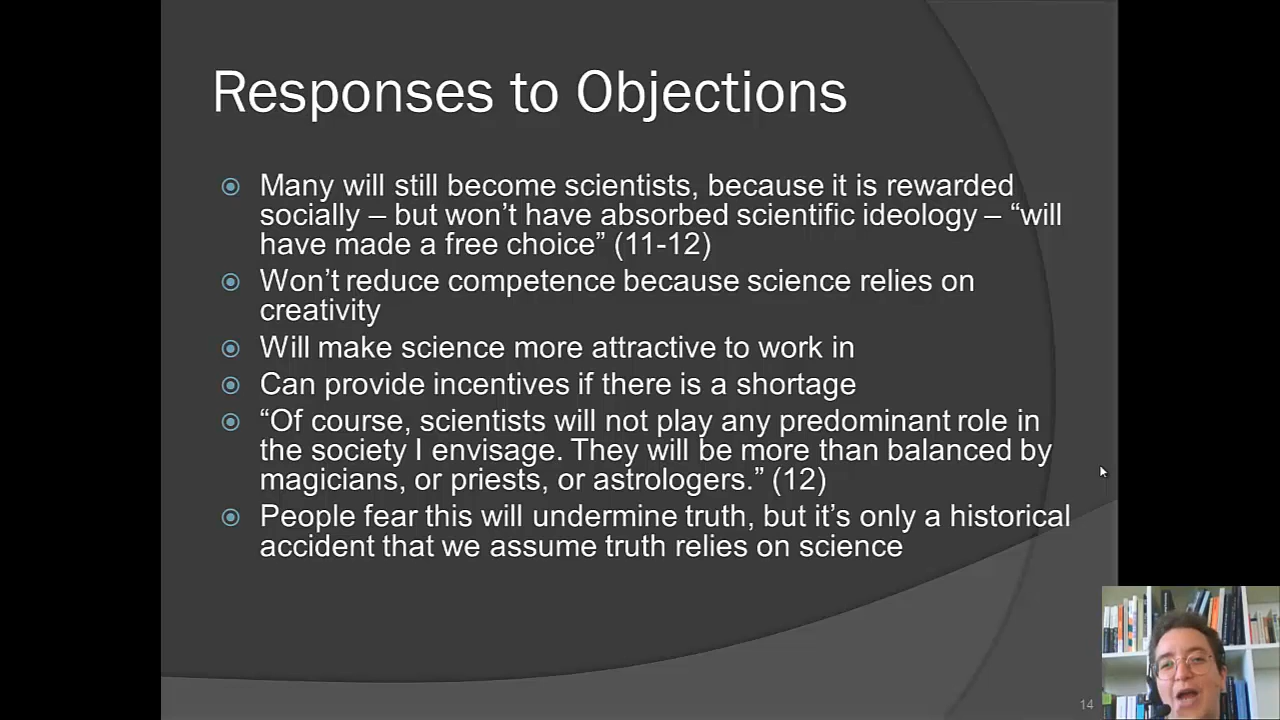 Responses to Objections
Many will still become scientists, because it is rewarded
socially – but won’t have absorbed scientific ideology – “will
have made a free choice” (11-12)
Won’t reduce competence because science relies on
creativity
Will make science more attractive to work in
Can provide incentives if there is a shortage
“Of course, scientists will not play any predominant role in
the society I envisage. They will be more than balanced by
magicians, or priests, or astrologers.” (12)
People fear this will undermine truth, but it’s only a historical
accident that we assume truth relies on science
14